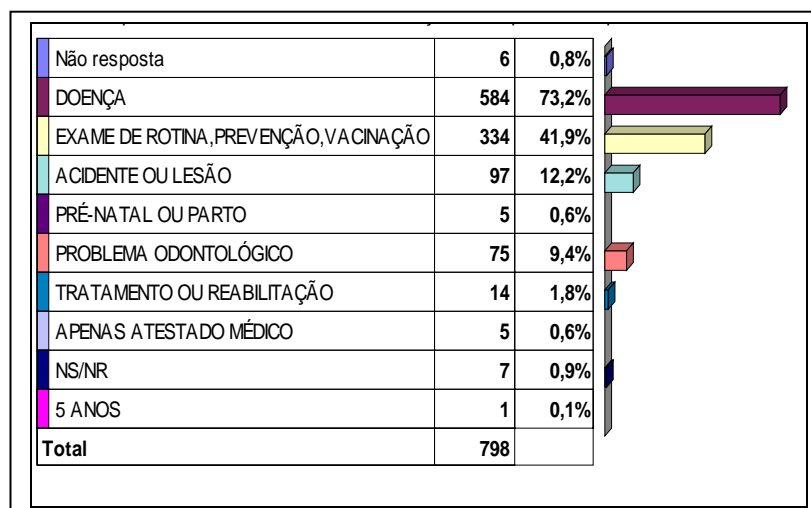 Não resposta 6 0,8%
DOENÇA 584 73,2%
EXAME DE ROTINA,PREVENÇÃO,VACINAÇÃO 334 41,9%
ACIDENTE OU LESÃO 97 12,2%
PRÉ-NATAL OU PARTO 5 0,6%
PROBLEMA ODONTOLÓGICO 75 9,4%
TRATAMENTO OU REABILITAÇÃO 14 1,8%
APENAS ATESTADO MÉDICO 5 0,6%
NS/NR 7 0,9%
5 ANOS 1 0,1%
Total 798